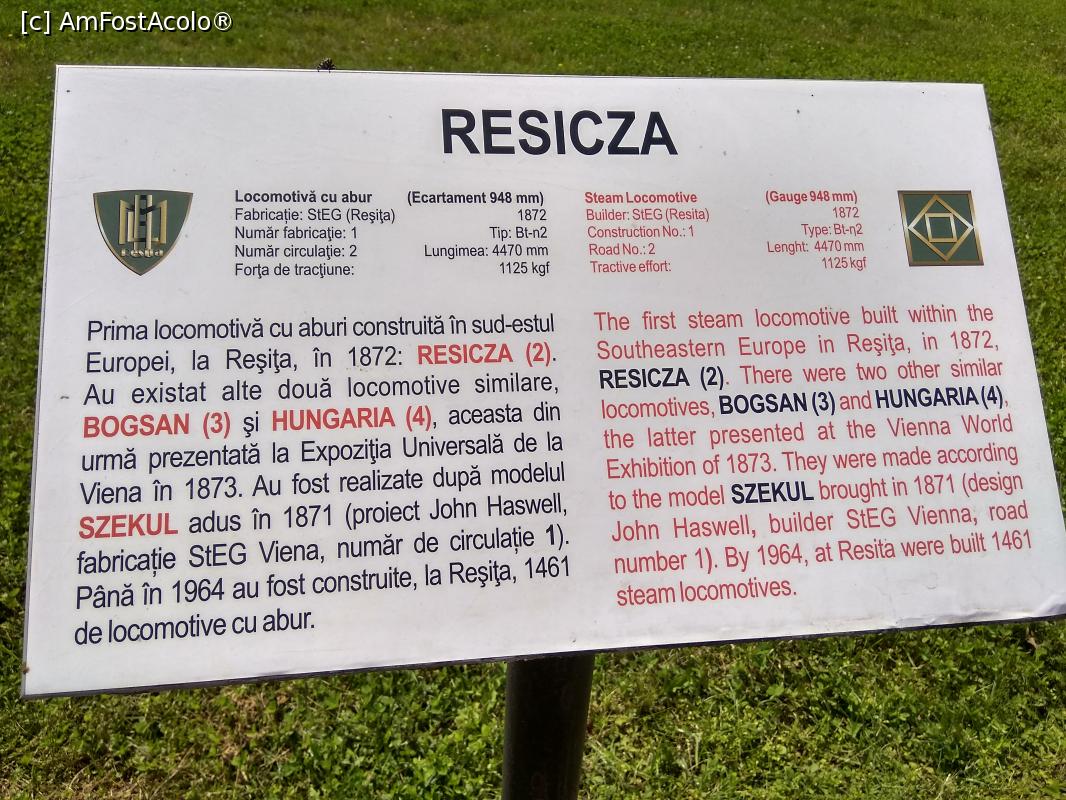 [c] AmFostAcolo®
RESICZA
Locomotivă cu abur (Ecartament 948 mm)
Fabricație: StEG (Reşiţa) 1872
Număr fabricaţie: 1 Tip: Bt-n2
Număr circulaţie: 2 Lungimea: 4470 mm
Forţa de tracţiune: 1125 kgf
Steam Locomotive (Gauge 948 mm)
Builder: StEG (Resita) 1872
Construction No.: 1 Type: Bt-η2
Road No.: 2 Lenght: 4470 mm
Tractive effort: 1125 kgf
Prima locomotivă cu aburi construită în sud-estul
Europei, la Reşiţa, în 1872: RESICZA (2).
Au existat alte două locomotive similare,
BOGSAN (3) şi HUNGARIA (4), aceasta din
urmă prezentată la Expoziţia Universală de la
Viena în 1873. Au fost realizate după modelul
SZEKUL adus în 1871 (proiect John Haswell,
fabricație StEG Viena, număr de circulație 1).
Până în 1964 au fost construite, la Reşiţa, 1461
de locomotive cu abur.
The first steam locomotive built within the
Southeastern Europe in Reşiţa, in 1872,
RESICZA (2). There were two other similar
locomotives, BOGSAN (3) and HUNGARIA (4),
the latter presented at the Vienna World
Exhibition of 1873. They were made according
to the model SZEKUL brought in 1871 (design
John Haswell, builder StEG Vienna, road
number 1). By 1964, at Resita were built 1461
steam locomotives.